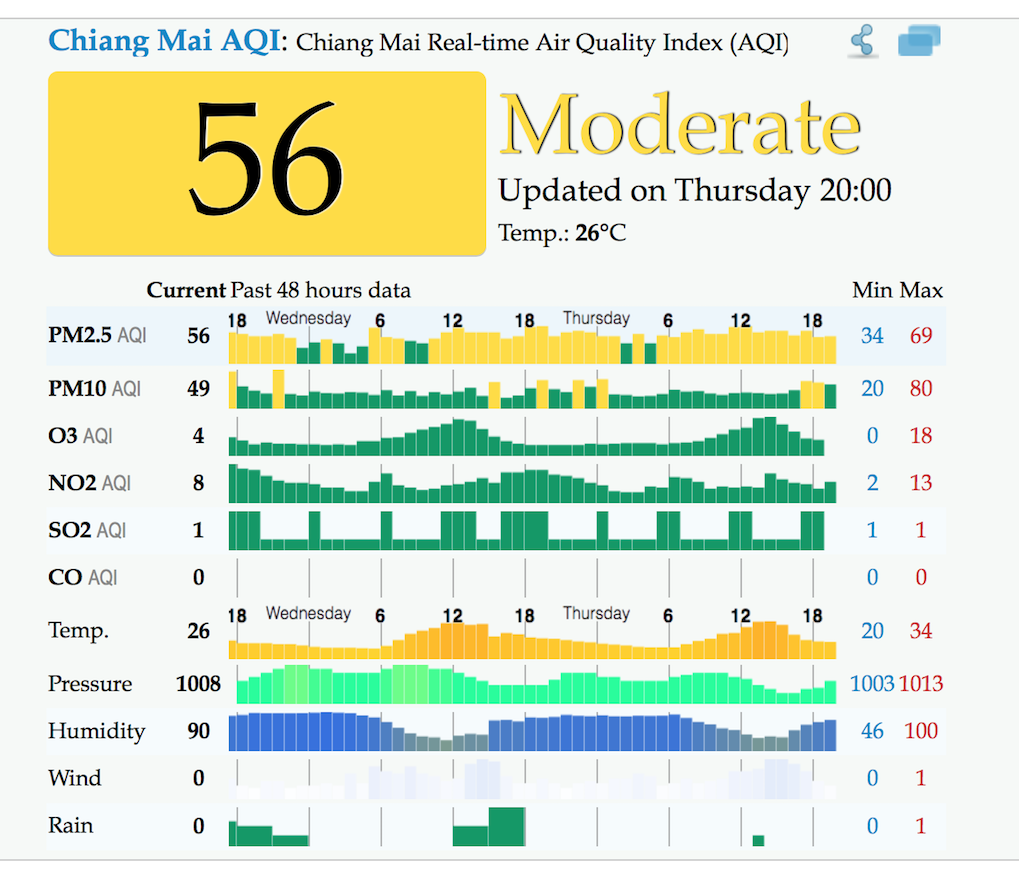 Chiang Mai AQI: Chiang Mai Real-time Air Quality Index (AQI)
56
Moderate
Updated on Thursday 20:00
Temp.: 26°C
Current Past 48 hours data Min Max
18 Wednesday 6 12 18 Thursday 6 12 18
PM2.5 AQI 56 34 69
PM10 AQI 49 20 80
O3 AQI 4 0 18
NO2 AQI 8 2 13
SO2 AQI 1 1 1
CO AQI 0 0 0
18 Wednesday 6 12 18 Thursday 6 12 18
Temp. 26 20 34
Pressure 1008 1003 1013
Humidity 90 46 100
Wind 0 0 1
Rain 0 0 1